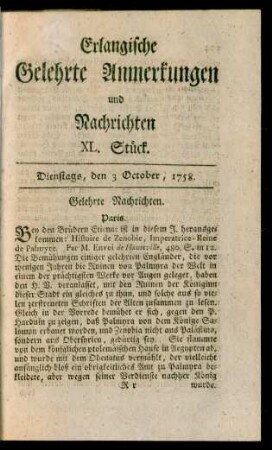 Erlangische
Gelehrte Anmerkungen
und
Nachrichten
XL. Stück.
Dienstags, den 3 October, 1758.
Gelehrte Nachrichten.
Paris.
Bey den Brüdern Etiena: ist in diesem J. herausge-
kommen: Histoire de Zenobie, Imperatrice-Reine
de Palmyre. Par M. Euvoi de Hauteville, 480. S. in 12.
Die Bemühungen einiger gelehrten Engländer, die vor
wenigen Jahren die Ruinen von Palmyra der Welt in
einem der prächtigsten Werke vor Augen geleget, haben
den H. V. veranlasset, mit den Ruinen der Königinn
dieser Stadt ein gleiches zu thun, und solche aus so vie-
len zerstreueten Schriften der Alten zusammen zu lesen.
Gleich in der Vorrede bemühet er sich, gegen den P.
Harduin zu zeigen, daß Palmyra von dem Könige Sa-
lomon erbauet worden, und Zenobia nicht aus Palästina,
sondern aus Obersyrien, gebürtig sey. Sie stammte
von dem königlichen ptolemäischen Hause in Aegypten ab,
und wurde mit dem Odenatus vermählt, der vielleicht
anfänglich bloß ein obrigkeitliches Amt zu Palmyra be-
kleidete, aber wegen seiner Verdienste nachher König
R r wurde.